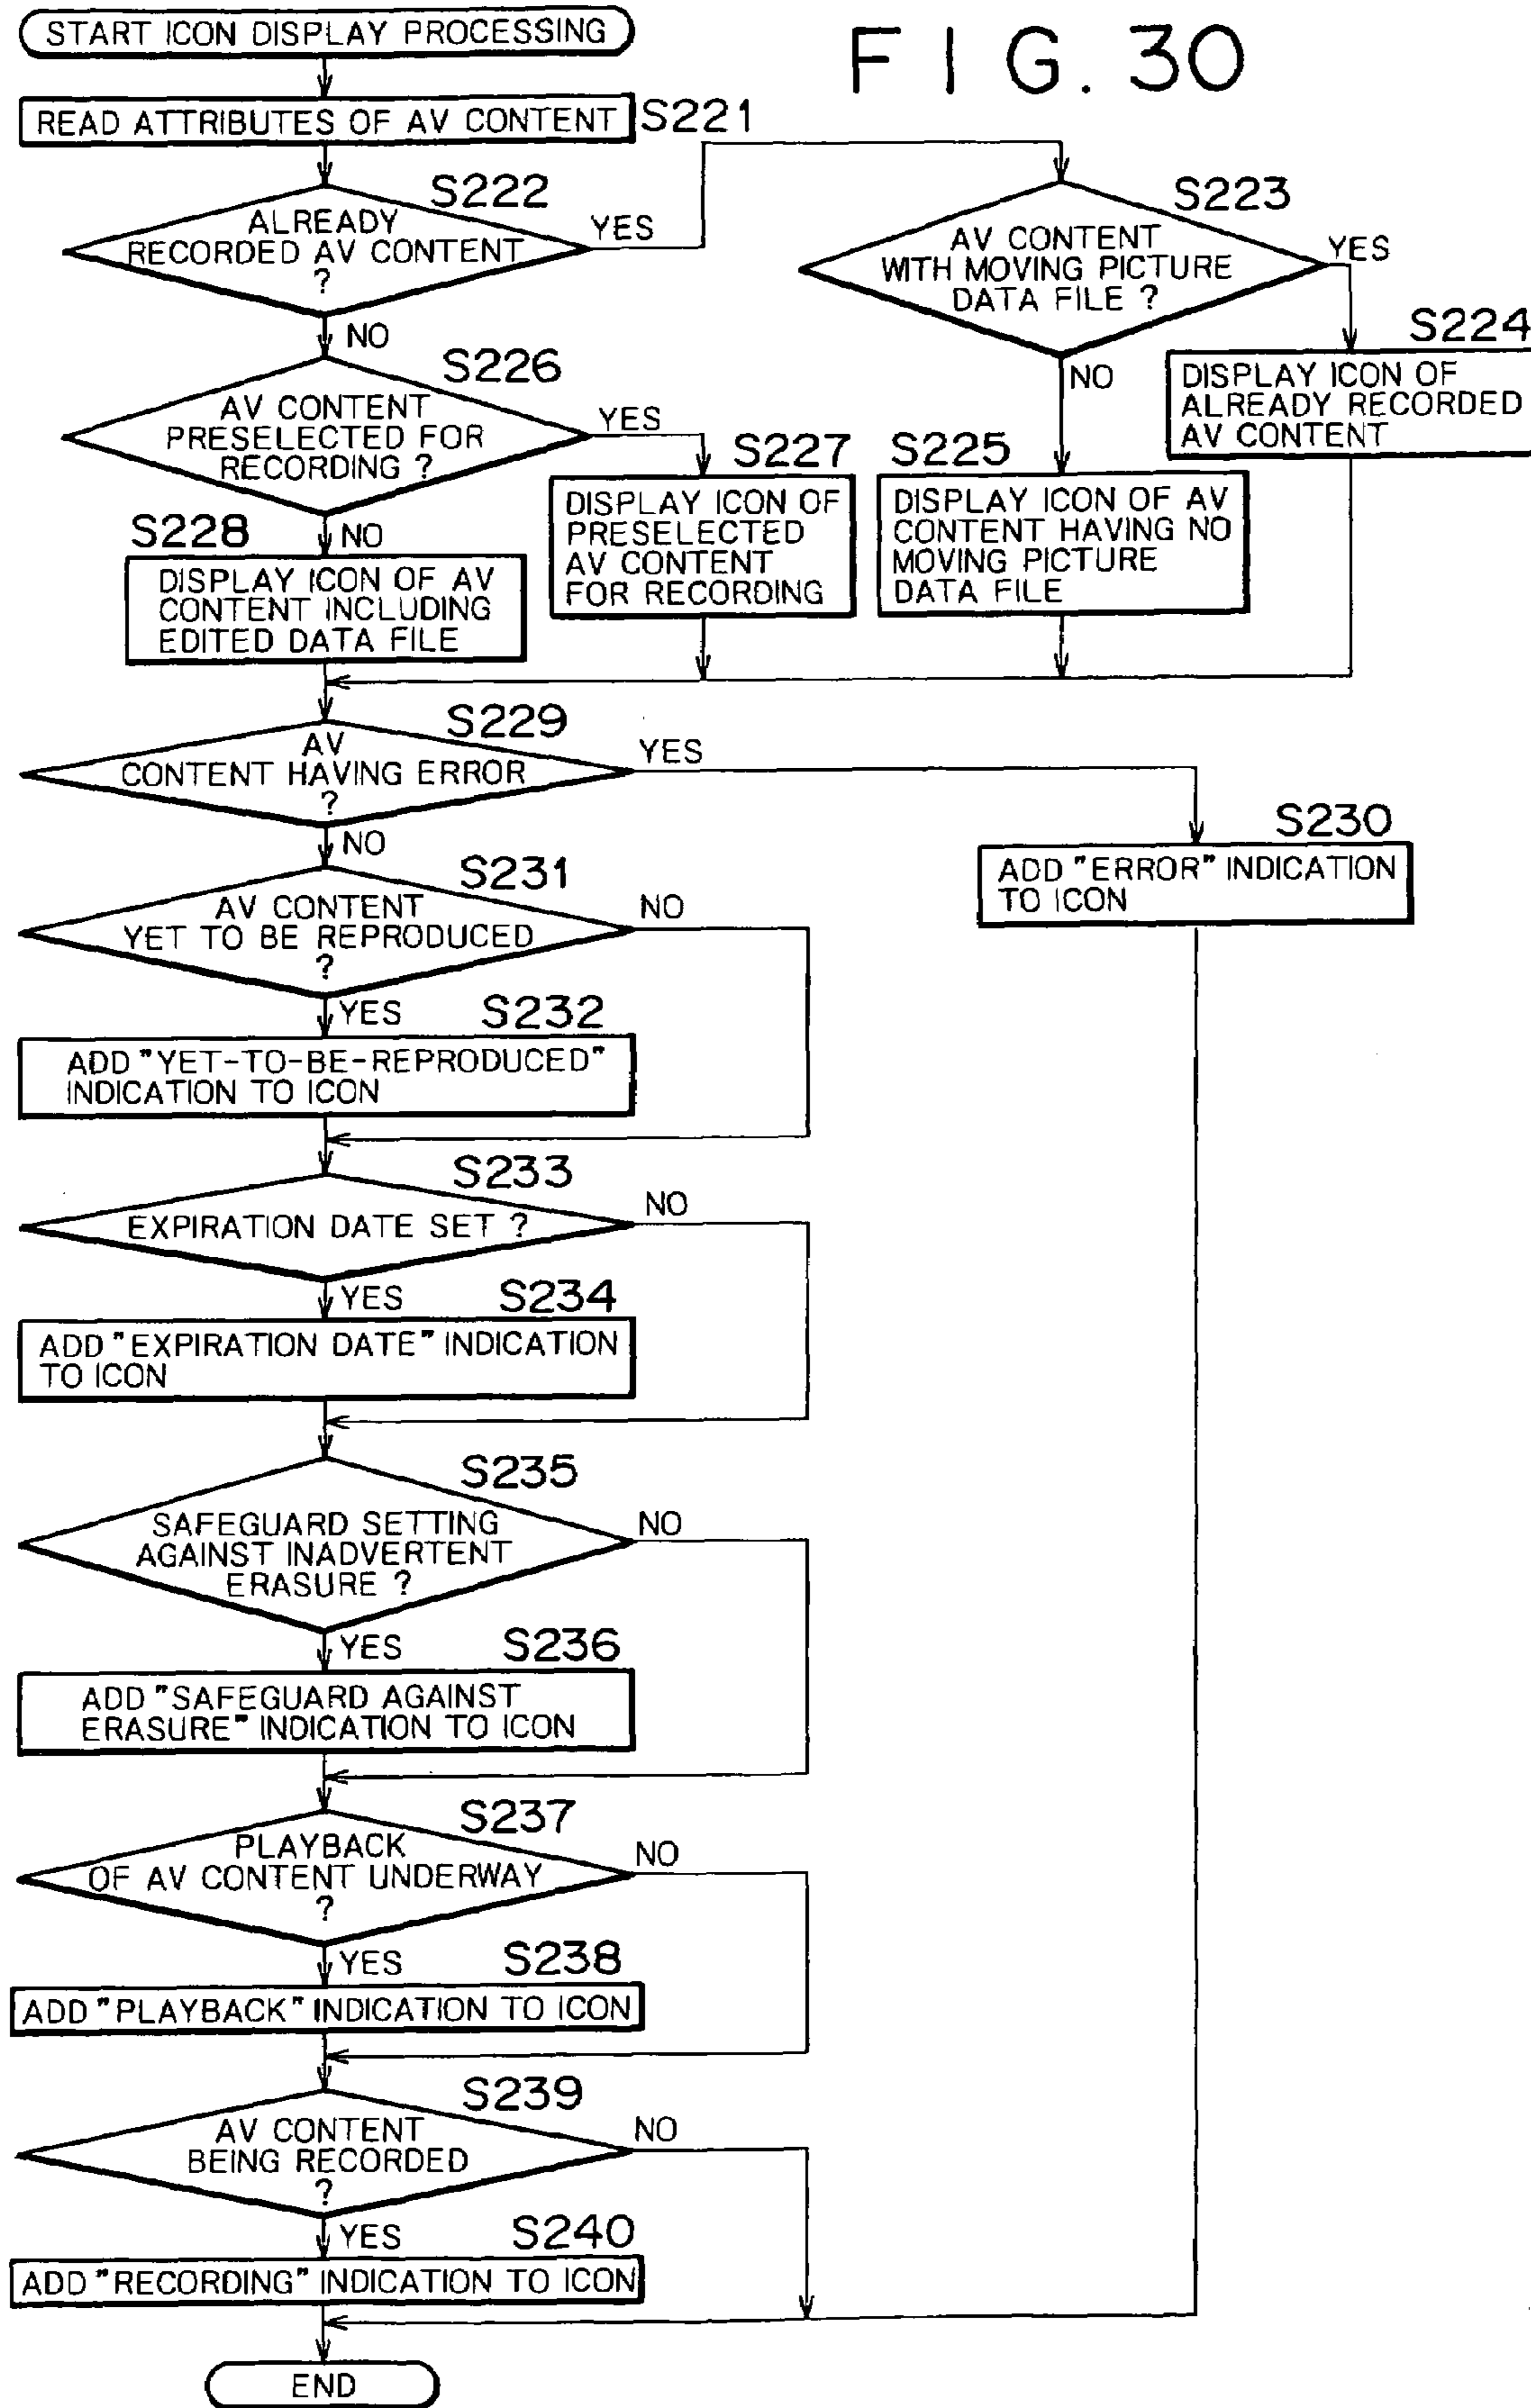 START ICON DISPLAY PROCESSING
FIG. 30
READ ATTRIBUTES OF AV CONTENT
S221
S222
ALREADY
RECORDED AV CONTENT
?
YES
NO
S223
AV CONTENT
WITH MOVING PICTURE
DATA FILE ?
YES
NO
S224
DISPLAY ICON OF
ALREADY RECORDED
AV CONTENT
S226
AV CONTENT
PRESELECTED FOR
RECORDING ?
YES
NO
S227
DISPLAY ICON OF
PRESELECTED
AV CONTENT
FOR RECORDING
S225
DISPLAY ICON OF AV
CONTENT HAVING NO
MOVING PICTURE
DATA FILE
S228
DISPLAY ICON OF AV
CONTENT INCLUDING
EDITED DATA FILE
S229
AV
CONTENT HAVING ERROR
?
YES
NO
S230
ADD "ERROR" INDICATION
TO ICON
S231
AV CONTENT
YET TO BE REPRODUCED
?
NO
YES
S232
ADD "YET-TO-BE-REPRODUCED"
INDICATION TO ICON
S233
EXPIRATION DATE SET ?
NO
YES
S234
ADD "EXPIRATION DATE" INDICATION
TO ICON
S235
SAFEGUARD SETTING
AGAINST INADVERTENT
ERASURE ?
NO
YES
S236
ADD "SAFEGUARD AGAINST
ERASURE" INDICATION TO ICON
S237
PLAYBACK
OF AV CONTENT UNDERWAY
?
NO
YES
S238
ADD "PLAYBACK" INDICATION TO ICON
S239
AV CONTENT
BEING RECORDED
?
NO
YES
S240
ADD "RECORDING" INDICATION TO ICON
END